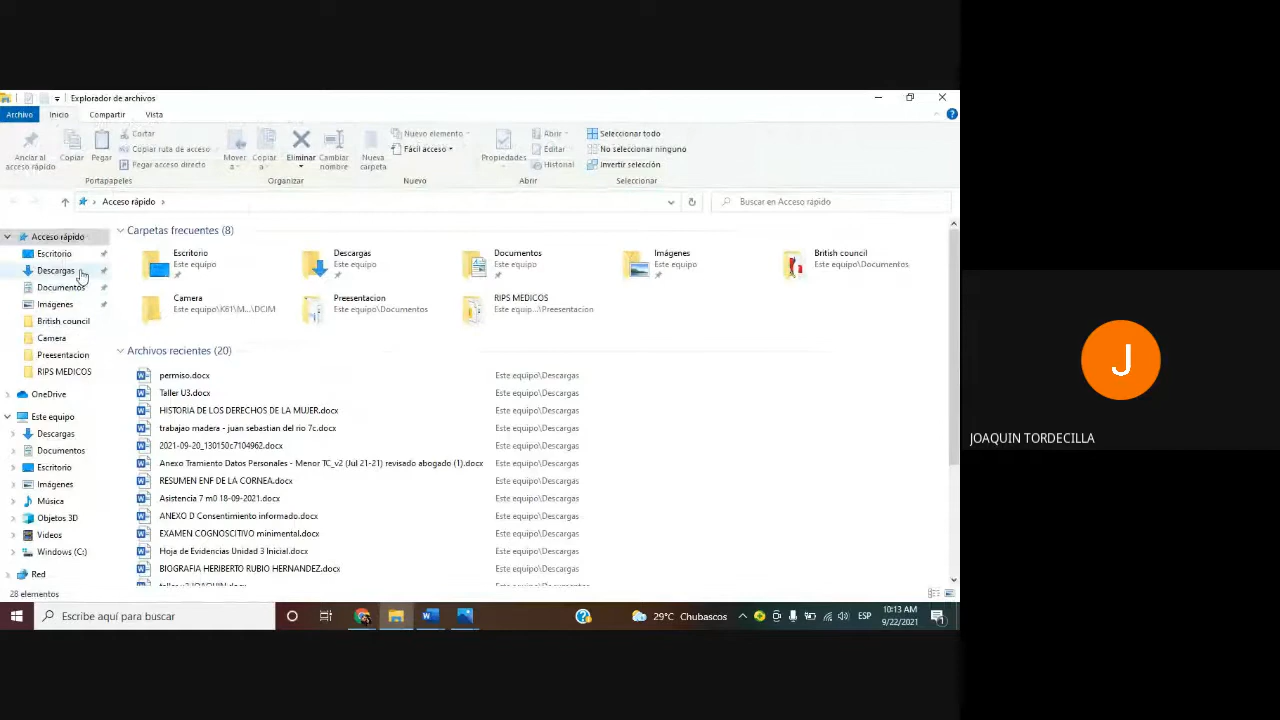 Explorador de archivos
Archivo Inicio Compartir Vista
Anclar al acceso rápido
Copiar
Pegar
Cortar
Copiar ruta de acceso
Pegar acceso directo
Portapapeles
Mover a
Copiar a
Eliminar
Cambiar nombre
Organizar
Nueva carpeta
Nuevo elemento
Fácil acceso
Nuevo
Propiedades
Abrir
Editar
Historial
Abrir
Seleccionar todo
No seleccionar ninguno
Invertir selección
Seleccionar
Acceso rápido
Buscar en Acceso rápido
Acceso rápido
Escritorio
Descargas
Documentos
Imágenes
British council
Camera
Preesentacion
RIPS MEDICOS
OneDrive
Este equipo
Descargas
Documentos
Escritorio
Imágenes
Música
Objetos 3D
Videos
Windows (C:)
Red
Carpetas frecuentes (8)
Escritorio
Este equipo
Descargas
Este equipo
Documentos
Este equipo
Imágenes
Este equipo
British council
Este equipo\Documentos
Camera
Este equipo\K61\M...\DCIM
Preesentacion
Este equipo\Documentos
RIPS MEDICOS
Este equip...\Preesentacion
Archivos recientes (20)
permiso.docx Este equipo\Descargas
Taller U3.docx Este equipo\Descargas
HISTORIA DE LOS DERECHOS DE LA MUJER.docx Este equipo\Descargas
trabajao madera - juan sebastian del rio 7c.docx Este equipo\Descargas
2021-09-20_130150c7104962.docx Este equipo\Descargas
Anexo Tramiento Datos Personales - Menor TC_v2 (Jul 21-21) revisado abogado (1).docx Este equipo\Descargas
RESUMEN ENF DE LA CORNEA.docx Este equipo\Descargas
Asistencia 7 m0 18-09-2021.docx Este equipo\Descargas
ANEXO D Consentimiento informado.docx Este equipo\Descargas
EXAMEN COGNOSCITIVO minimental.docx Este equipo\Descargas
Hoja de Evidencias Unidad 3 Inicial.docx Este equipo\Descargas
BIOGRAFIA HERIBERTO RUBIO HERNANDEZ.docx Este equipo\Descargas
28 elementos
Escribe aquí para buscar
29°C Chubascos
ESP
10:13 AM
9/22/2021
1
J
JOAQUIN TORDECILLA